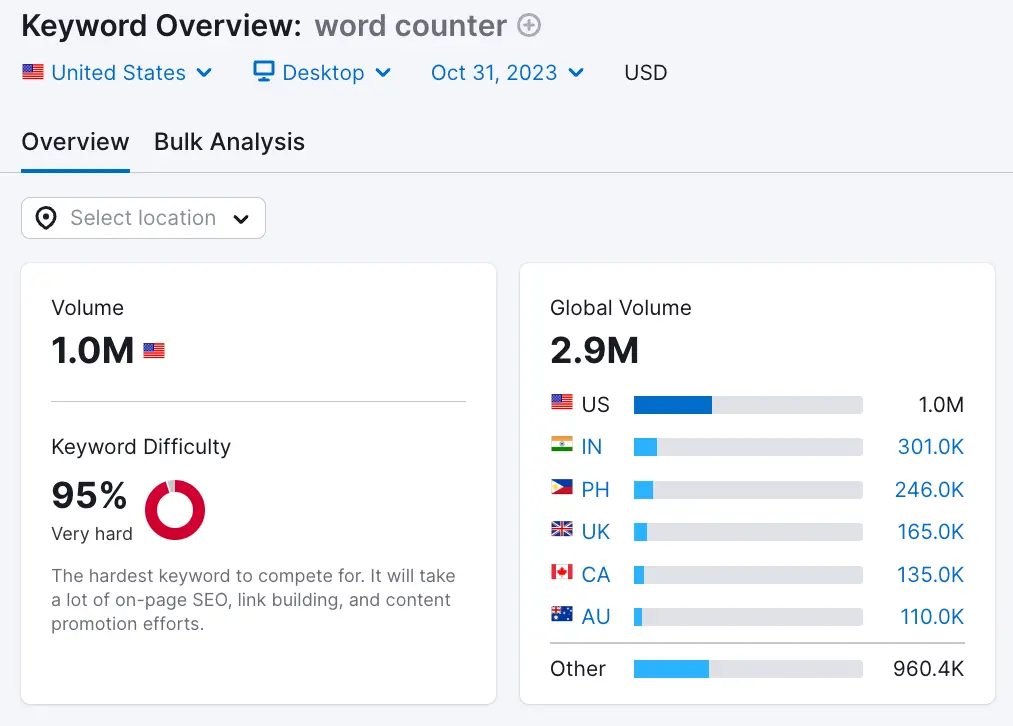 Keyword Overview: word counter
United States Desktop Oct 31, 2023 USD
Overview Bulk Analysis
Select location
Volume
1.0M
Keyword Difficulty
95%
Very hard
The hardest keyword to compete for. It will take
a lot of on-page SEO, link building, and content
promotion efforts.
Global Volume
2.9M
US 1.0M
IN 301.0K
PH 246.0K
UK 165.0K
CA 135.0K
AU 110.0K
Other 960.4K